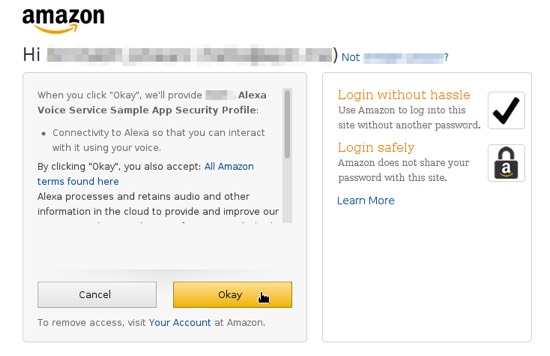 amazon
Hi )
Not ?
When you click "Okay", we'll provide Alexa
Voice Service Sample App Security Profile:
• Connectivity to Alexa so that you can interact
with it using your voice.
By clicking "Okay", you also accept: All Amazon
terms found here
Alexa processes and retains audio and other
information in the cloud to provide and improve our
Cancel
Okay
To remove access, visit Your Account at Amazon.
Login without hassle
Use Amazon to log into this
site without another password.
Login safely
Amazon does not share your
password with this site.
a
Learn More